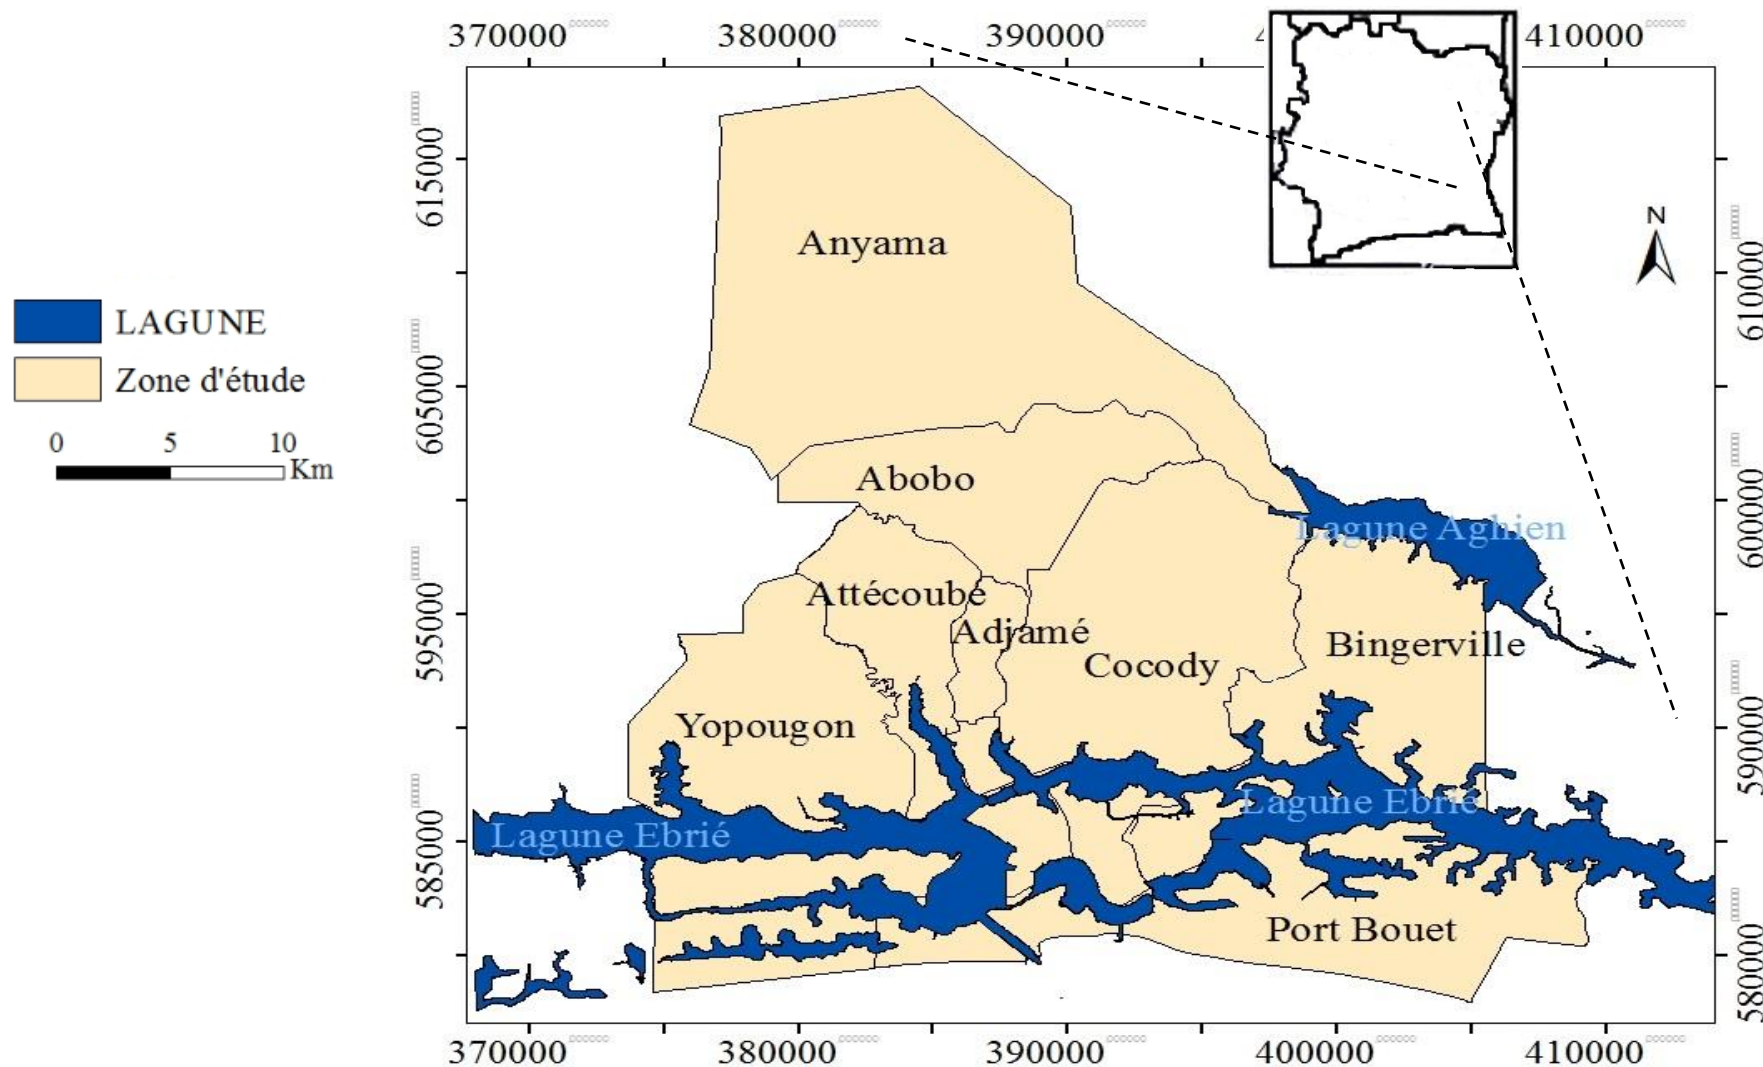 370000 380000 390000 410000
N
615000
610000
605000
600000
595000
590000
585000
580000
LAGUNE
Zone d'étude
0 5 10
Km
Anyama
Abobo
Lagune Aghien
Attécoubé
Adjamé
Bingerville
Cocody
Yopougon
Lagune Ebrié
Lagune Ebrié
Port Bouet
370000 380000 390000 400000 410000